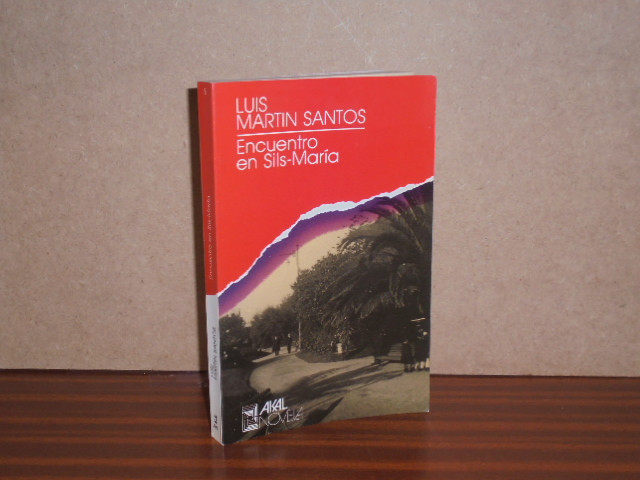 LUIS
MARTIN SANTOS
Encuentro
en Sils-María
AKAL
NOVELA